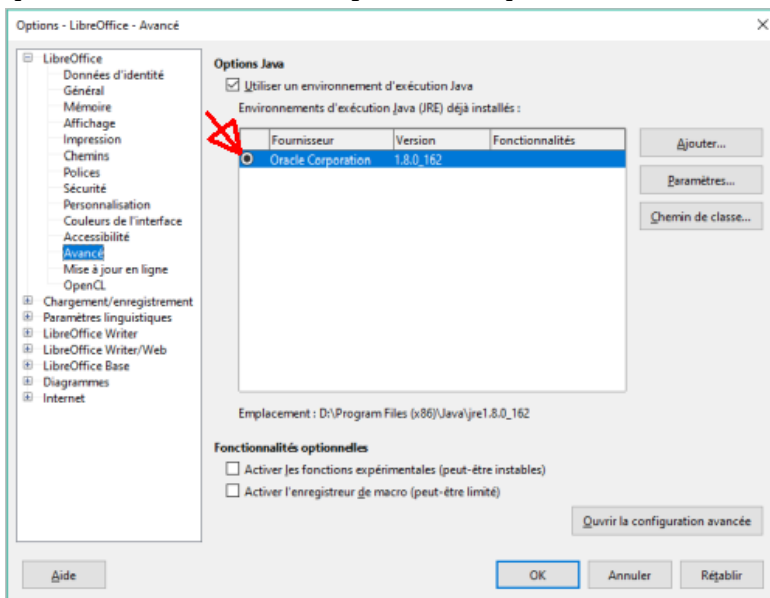 Options - LibreOffice - Avancé
LibreOffice
Données d'identité
Général
Mémoire
Affichage
Impression
Chemins
Polices
Sécurité
Personnalisation
Couleurs de l'interface
Accessibilité
Avancé
Mise à jour en ligne
OpenCL
Chargement/enregistrement
Paramètres linguistiques
LibreOffice Writer
LibreOffice Writer/Web
LibreOffice Base
Diagrammes
Internet
Options Java
Utiliser un environnement d'exécution Java
Environnements d'exécution Java (JRE) déjà installés :
Fournisseur Version Fonctionnalités
Oracle Corporation 1.8.0_162
Ajouter...
Paramètres...
Chemin de classe...
Emplacement : D:\Program Files (x86)\Java\jre1.8.0_162
Fonctionnalités optionnelles
Activer les fonctions expérimentales (peut-être instables)
Activer l'enregistreur de macro (peut-être limité)
Ouvrir la configuration avancée
Aide OK Annuler Rétablir